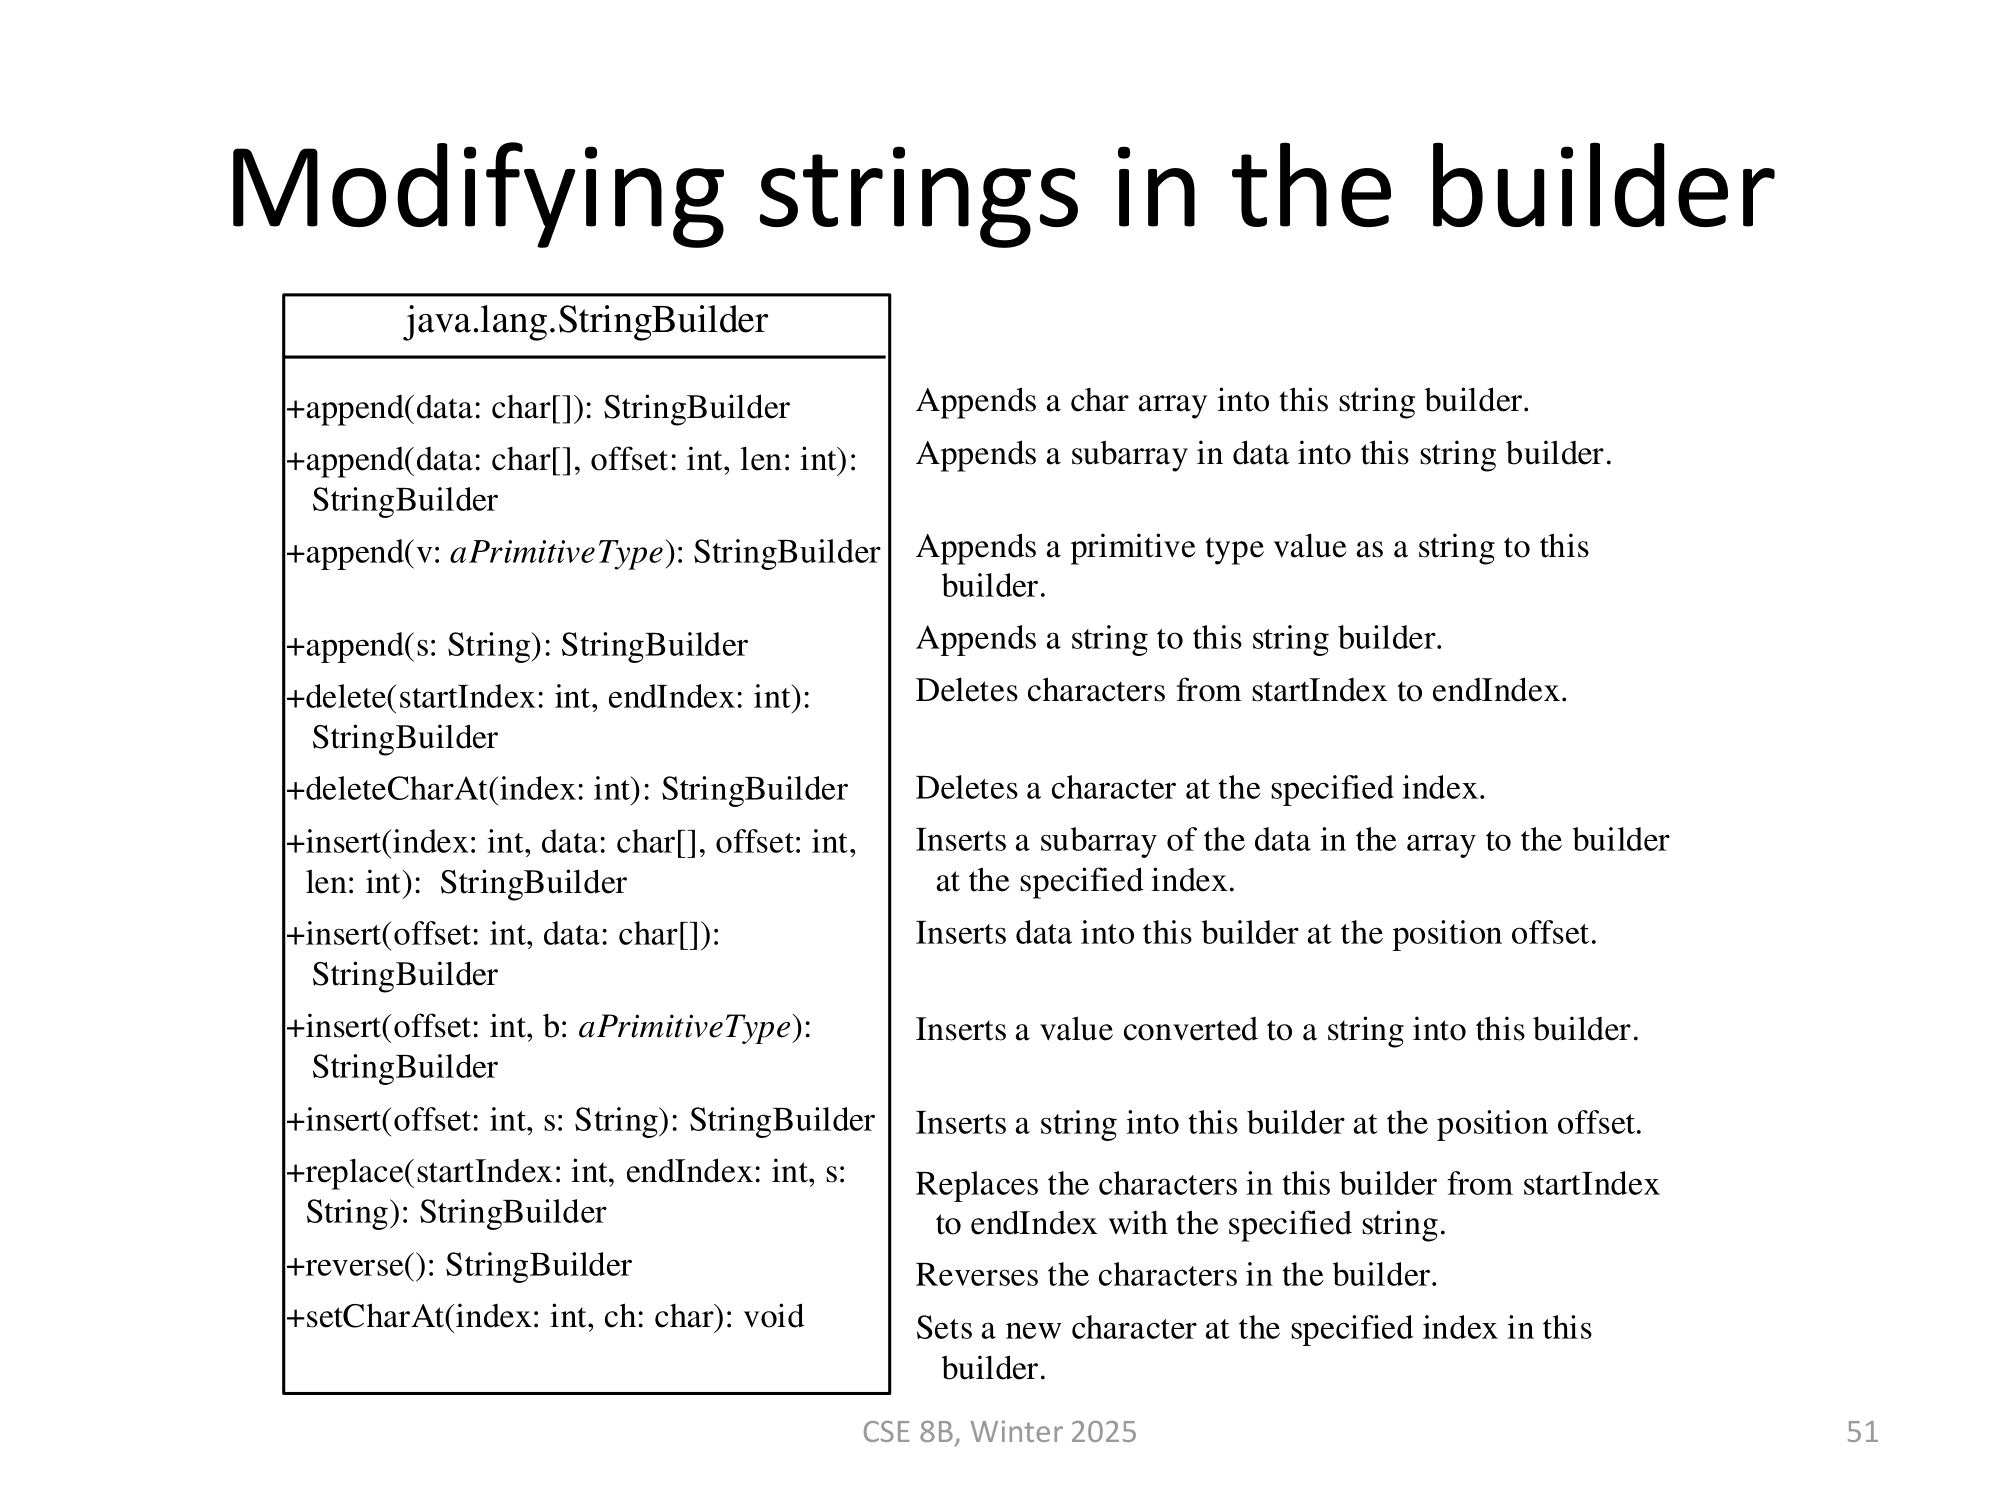 Modifying strings in the builder
java.lang.StringBuilder
+append(data: char[]): StringBuilder
Appends a char array into this string builder.
+append(data: char[], offset: int, len: int):
StringBuilder
Appends a subarray in data into this string builder.
+append(v: aPrimitiveType): StringBuilder
Appends a primitive type value as a string to this
builder.
+append(s: String): StringBuilder
Appends a string to this string builder.
+delete(startIndex: int, endIndex: int):
StringBuilder
Deletes characters from startIndex to endIndex.
+deleteCharAt(index: int): StringBuilder
Deletes a character at the specified index.
+insert(index: int, data: char[], offset: int,
len: int):  StringBuilder
Inserts a subarray of the data in the array to the builder
at the specified index.
+insert(offset: int, data: char[]):
StringBuilder
Inserts data into this builder at the position offset.
+insert(offset: int, b: aPrimitiveType):
StringBuilder
Inserts a value converted to a string into this builder.
+insert(offset: int, s: String): StringBuilder
Inserts a string into this builder at the position offset.
+replace(startIndex: int, endIndex: int, s:
String): StringBuilder
Replaces the characters in this builder from startIndex
to endIndex with the specified string.
+reverse(): StringBuilder
Reverses the characters in the builder.
+setCharAt(index: int, ch: char): void
Sets a new character at the specified index in this
builder.
CSE 8B, Winter 2025
51